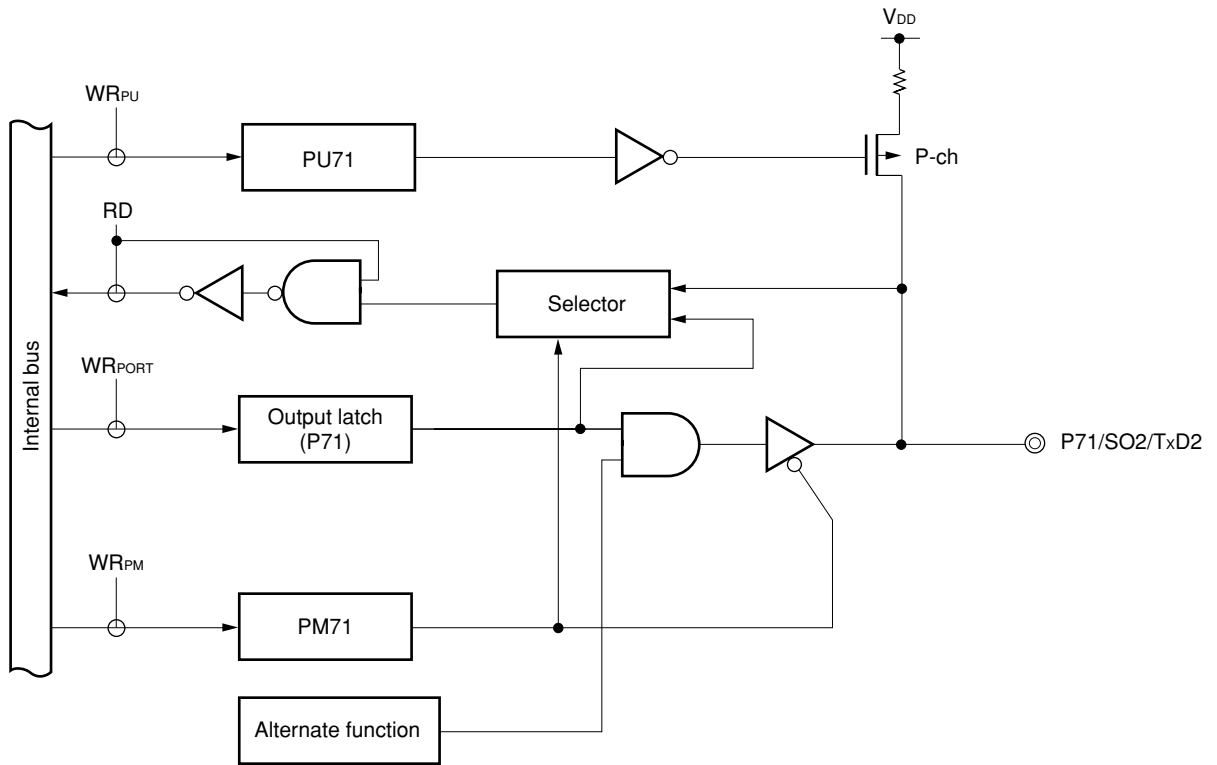 VDD
WRPU
PU71
P-ch
RD
Selector
Internal bus
WRPORT
Output latch
(P71)
P71/SO2/TxD2
WRPM
PM71
Alternate function